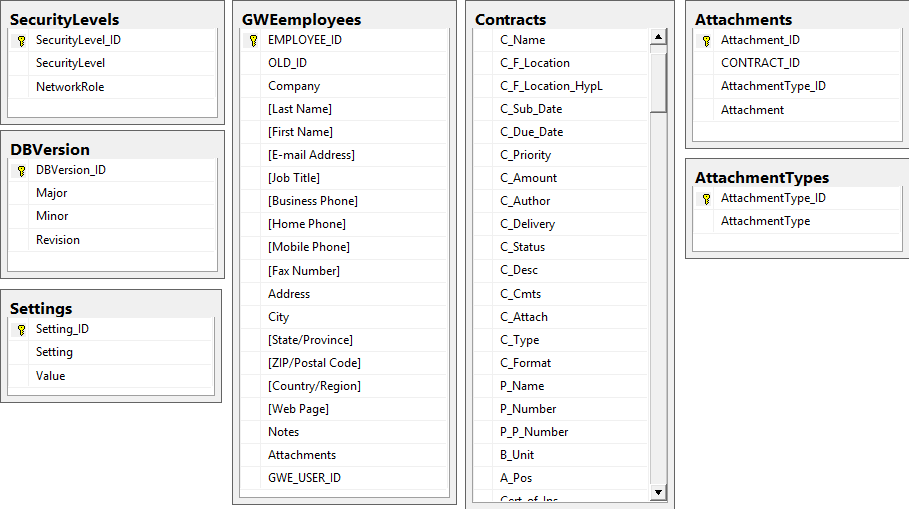 SecurityLevels
SecurityLevel_ID
SecurityLevel
NetworkRole
DBVersion
DBVersion_ID
Major
Minor
Revision
Settings
Setting_ID
Setting
Value
GWEemployees
EMPLOYEE_ID
OLD_ID
Company
[Last Name]
[First Name]
[E-mail Address]
[Job Title]
[Business Phone]
[Home Phone]
[Mobile Phone]
[Fax Number]
Address
City
[State/Province]
[ZIP/Postal Code]
[Country/Region]
[Web Page]
Notes
Attachments
GWE_USER_ID
Contracts
C_Name
C_F_Location
C_F_Location_HypL
C_Sub_Date
C_Due_Date
C_Priority
C_Amount
C_Author
C_Delivery
C_Status
C_Desc
C_Cmts
C_Attach
C_Type
C_Format
P_Name
P_Number
P_P_Number
B_Unit
A_Pos
Cert_of_Ins
Attachments
Attachment_ID
CONTRACT_ID
AttachmentType_ID
Attachment
AttachmentTypes
AttachmentType_ID
AttachmentType